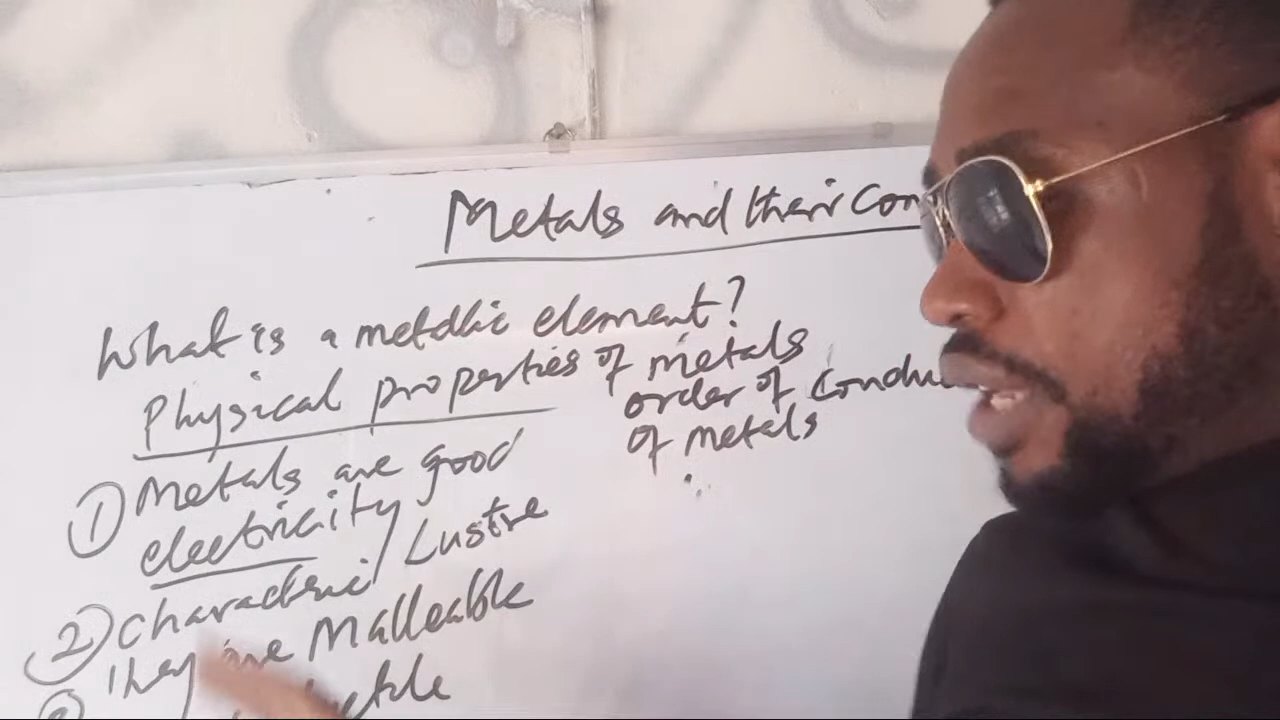 Metals and their Con
What is a metallic element?
Physical properties of metals
order of Conduc
of metals
① Metals are good
electricity
② Characteric Lustre
They are Malleable